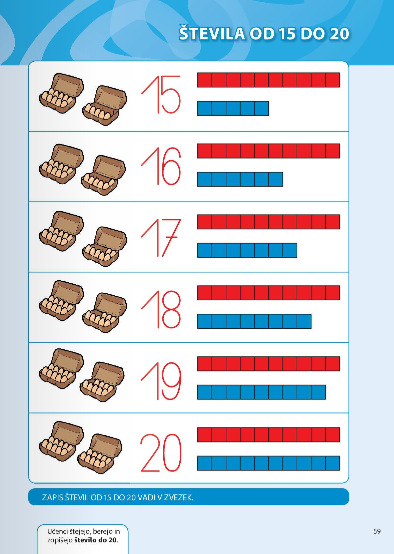 ŠTEVILA OD 15 DO 20
15
16
17
18
19
20
ZAPIS ŠTEVIL OD 15 DO 20 VADI V ZVEZEK.
Učenci štejejo, berejo in
zapišejo število do 20.
59